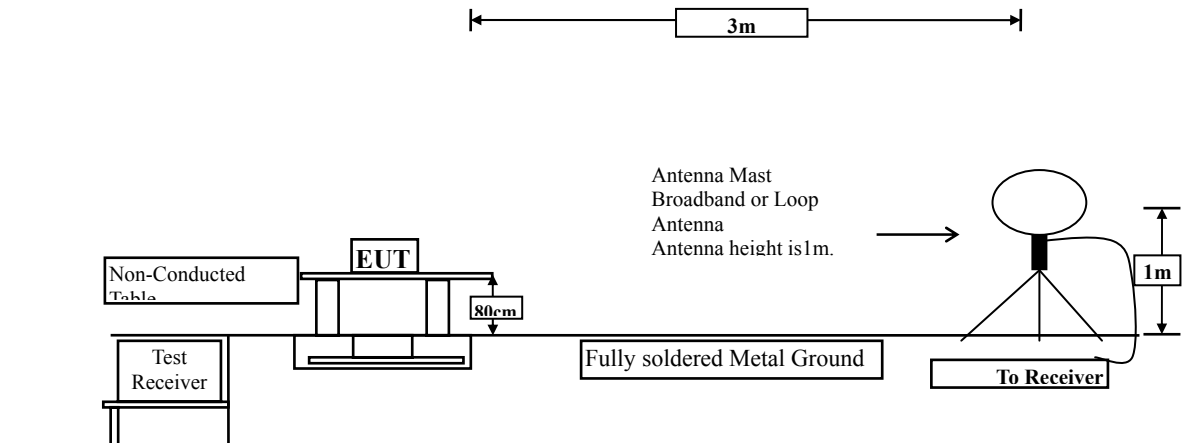 3m
Antenna Mast
Broadband or Loop
Antenna
Antenna height is1m.
EUT
Non-Conducted
Table
80cm
1m
Test
Receiver
Fully soldered Metal Ground
To Receiver